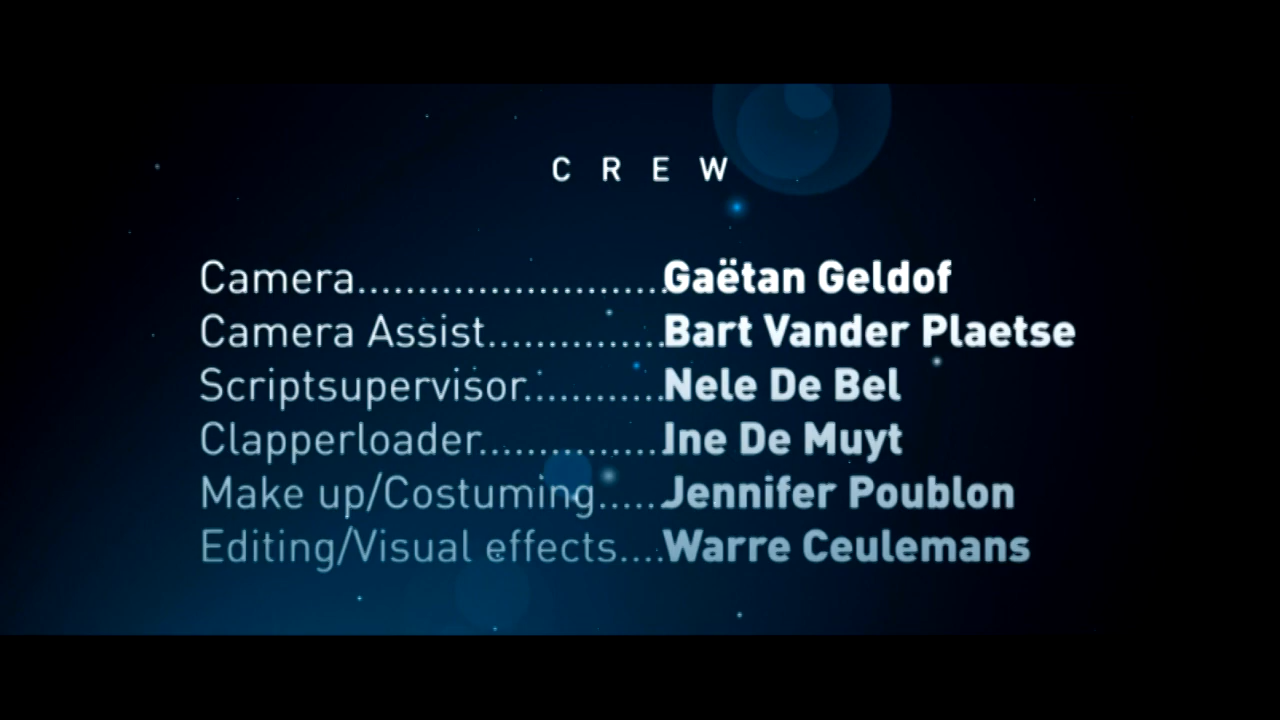 CREW
Camera.........................Gaëtan Geldof
Camera Assist...............Bart Vander Plaetse
Scriptsupervisor............Nele De Bel
Clapperloader...............Ine De Muyt
Make up/Costuming......Jennifer Poublon
Editing/Visual effects....Warre Ceulemans